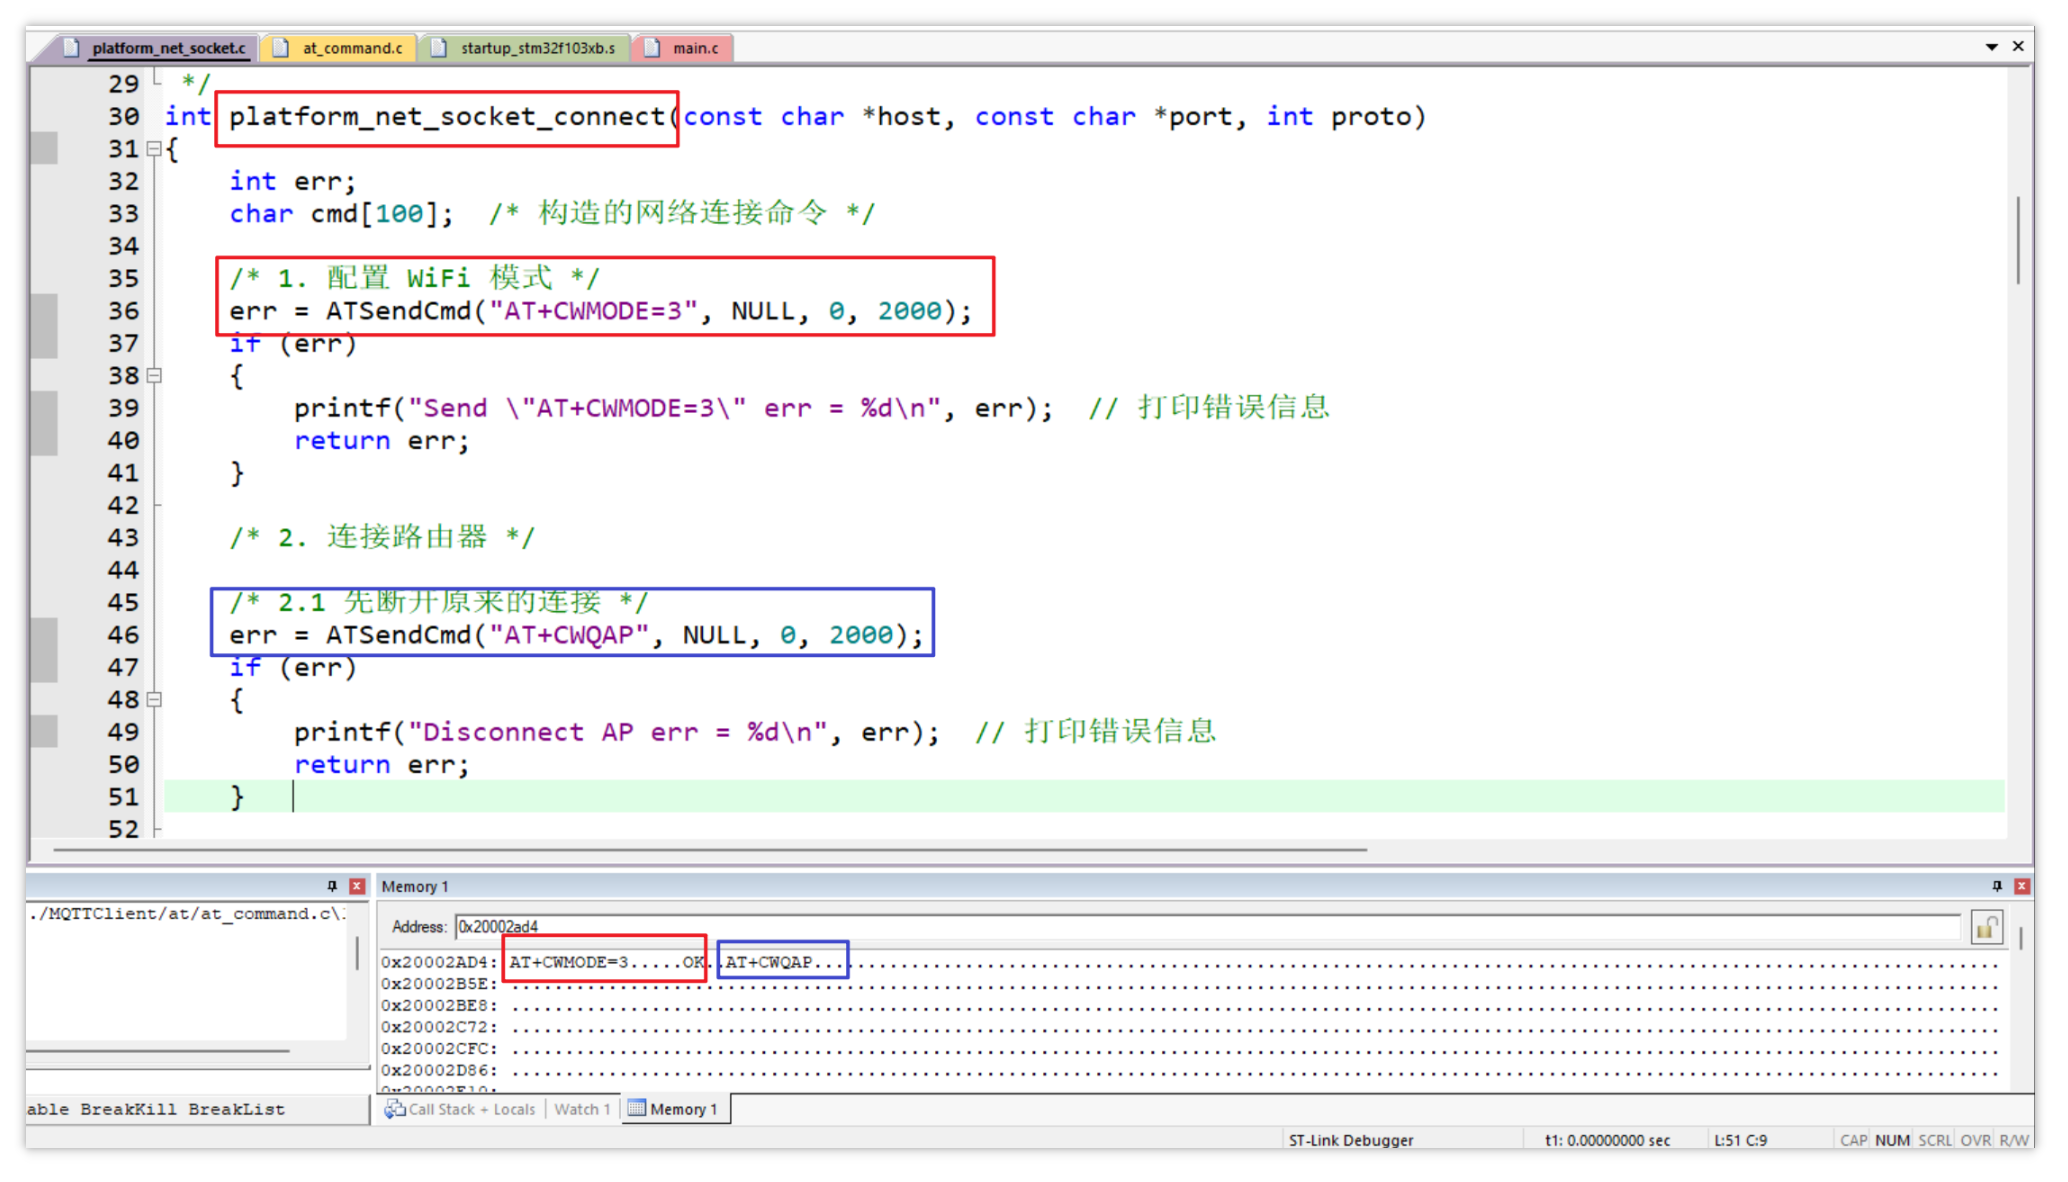 platform_net_socket.c at_command.c startup_stm32f103xb.s main.c
29 */
30 int platform_net_socket_connect(const char *host, const char *port, int proto)
31 {
32 int err;
33 char cmd[100]; /* 构造的网络连接命令 */
34
35 /* 1. 配置 WiFi 模式 */
36 err = ATSendCmd("AT+CWMODE=3", NULL, 0, 2000);
37 if (err)
38 {
39 printf("Send \"AT+CWMODE=3\" err = %d\n", err); // 打印错误信息
40 return err;
41 }
42
43 /* 2. 连接路由器 */
44
45 /* 2.1 先断开原来的连接 */
46 err = ATSendCmd("AT+CWQAP", NULL, 0, 2000);
47 if (err)
48 {
49 printf("Disconnect AP err = %d\n", err); // 打印错误信息
50 return err;
51 }
52
Memory 1
./MQTTClient/at/at_command.c\
Address: 0x20002ad4
0x20002AD4: AT+CWMODE=3.....OK..AT+CWQAP...
0x20002B5E:
0x20002BE8:
0x20002C72:
0x20002CFC:
0x20002D86:
able BreakKill BreakList
Call Stack + Locals Watch 1 Memory 1
ST-Link Debugger t1: 0.00000000 sec L:51 C:9 CAP NUM SCRL OVR R/W